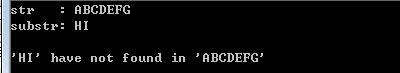 str   : ABCDEFG
substr: HI
'HI' have not found in 'ABCDEFG'